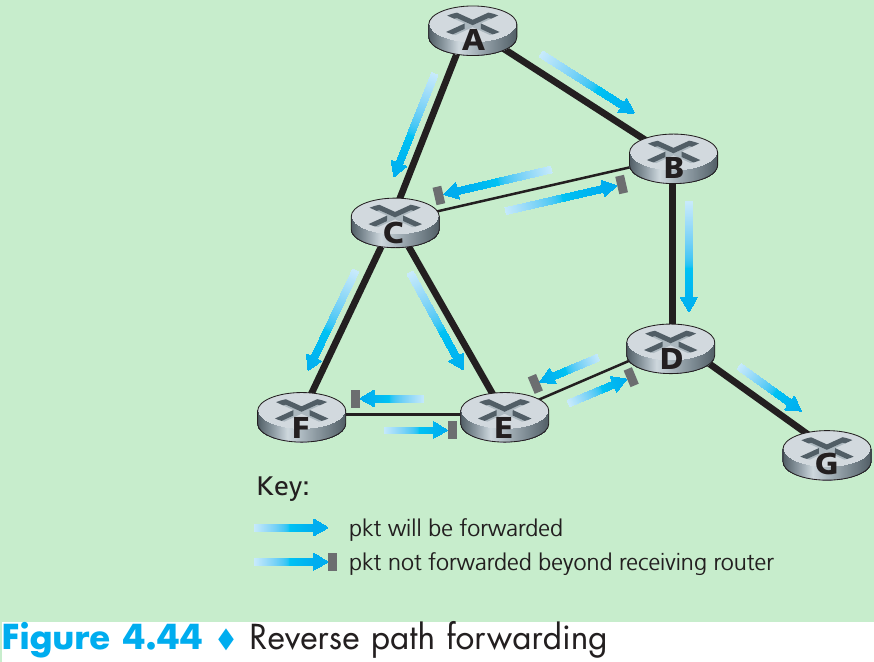 A
B
C
D
F
E
G
Key:
pkt will be forwarded
pkt not forwarded beyond receiving router
Figure 4.44 ♦ Reverse path forwarding